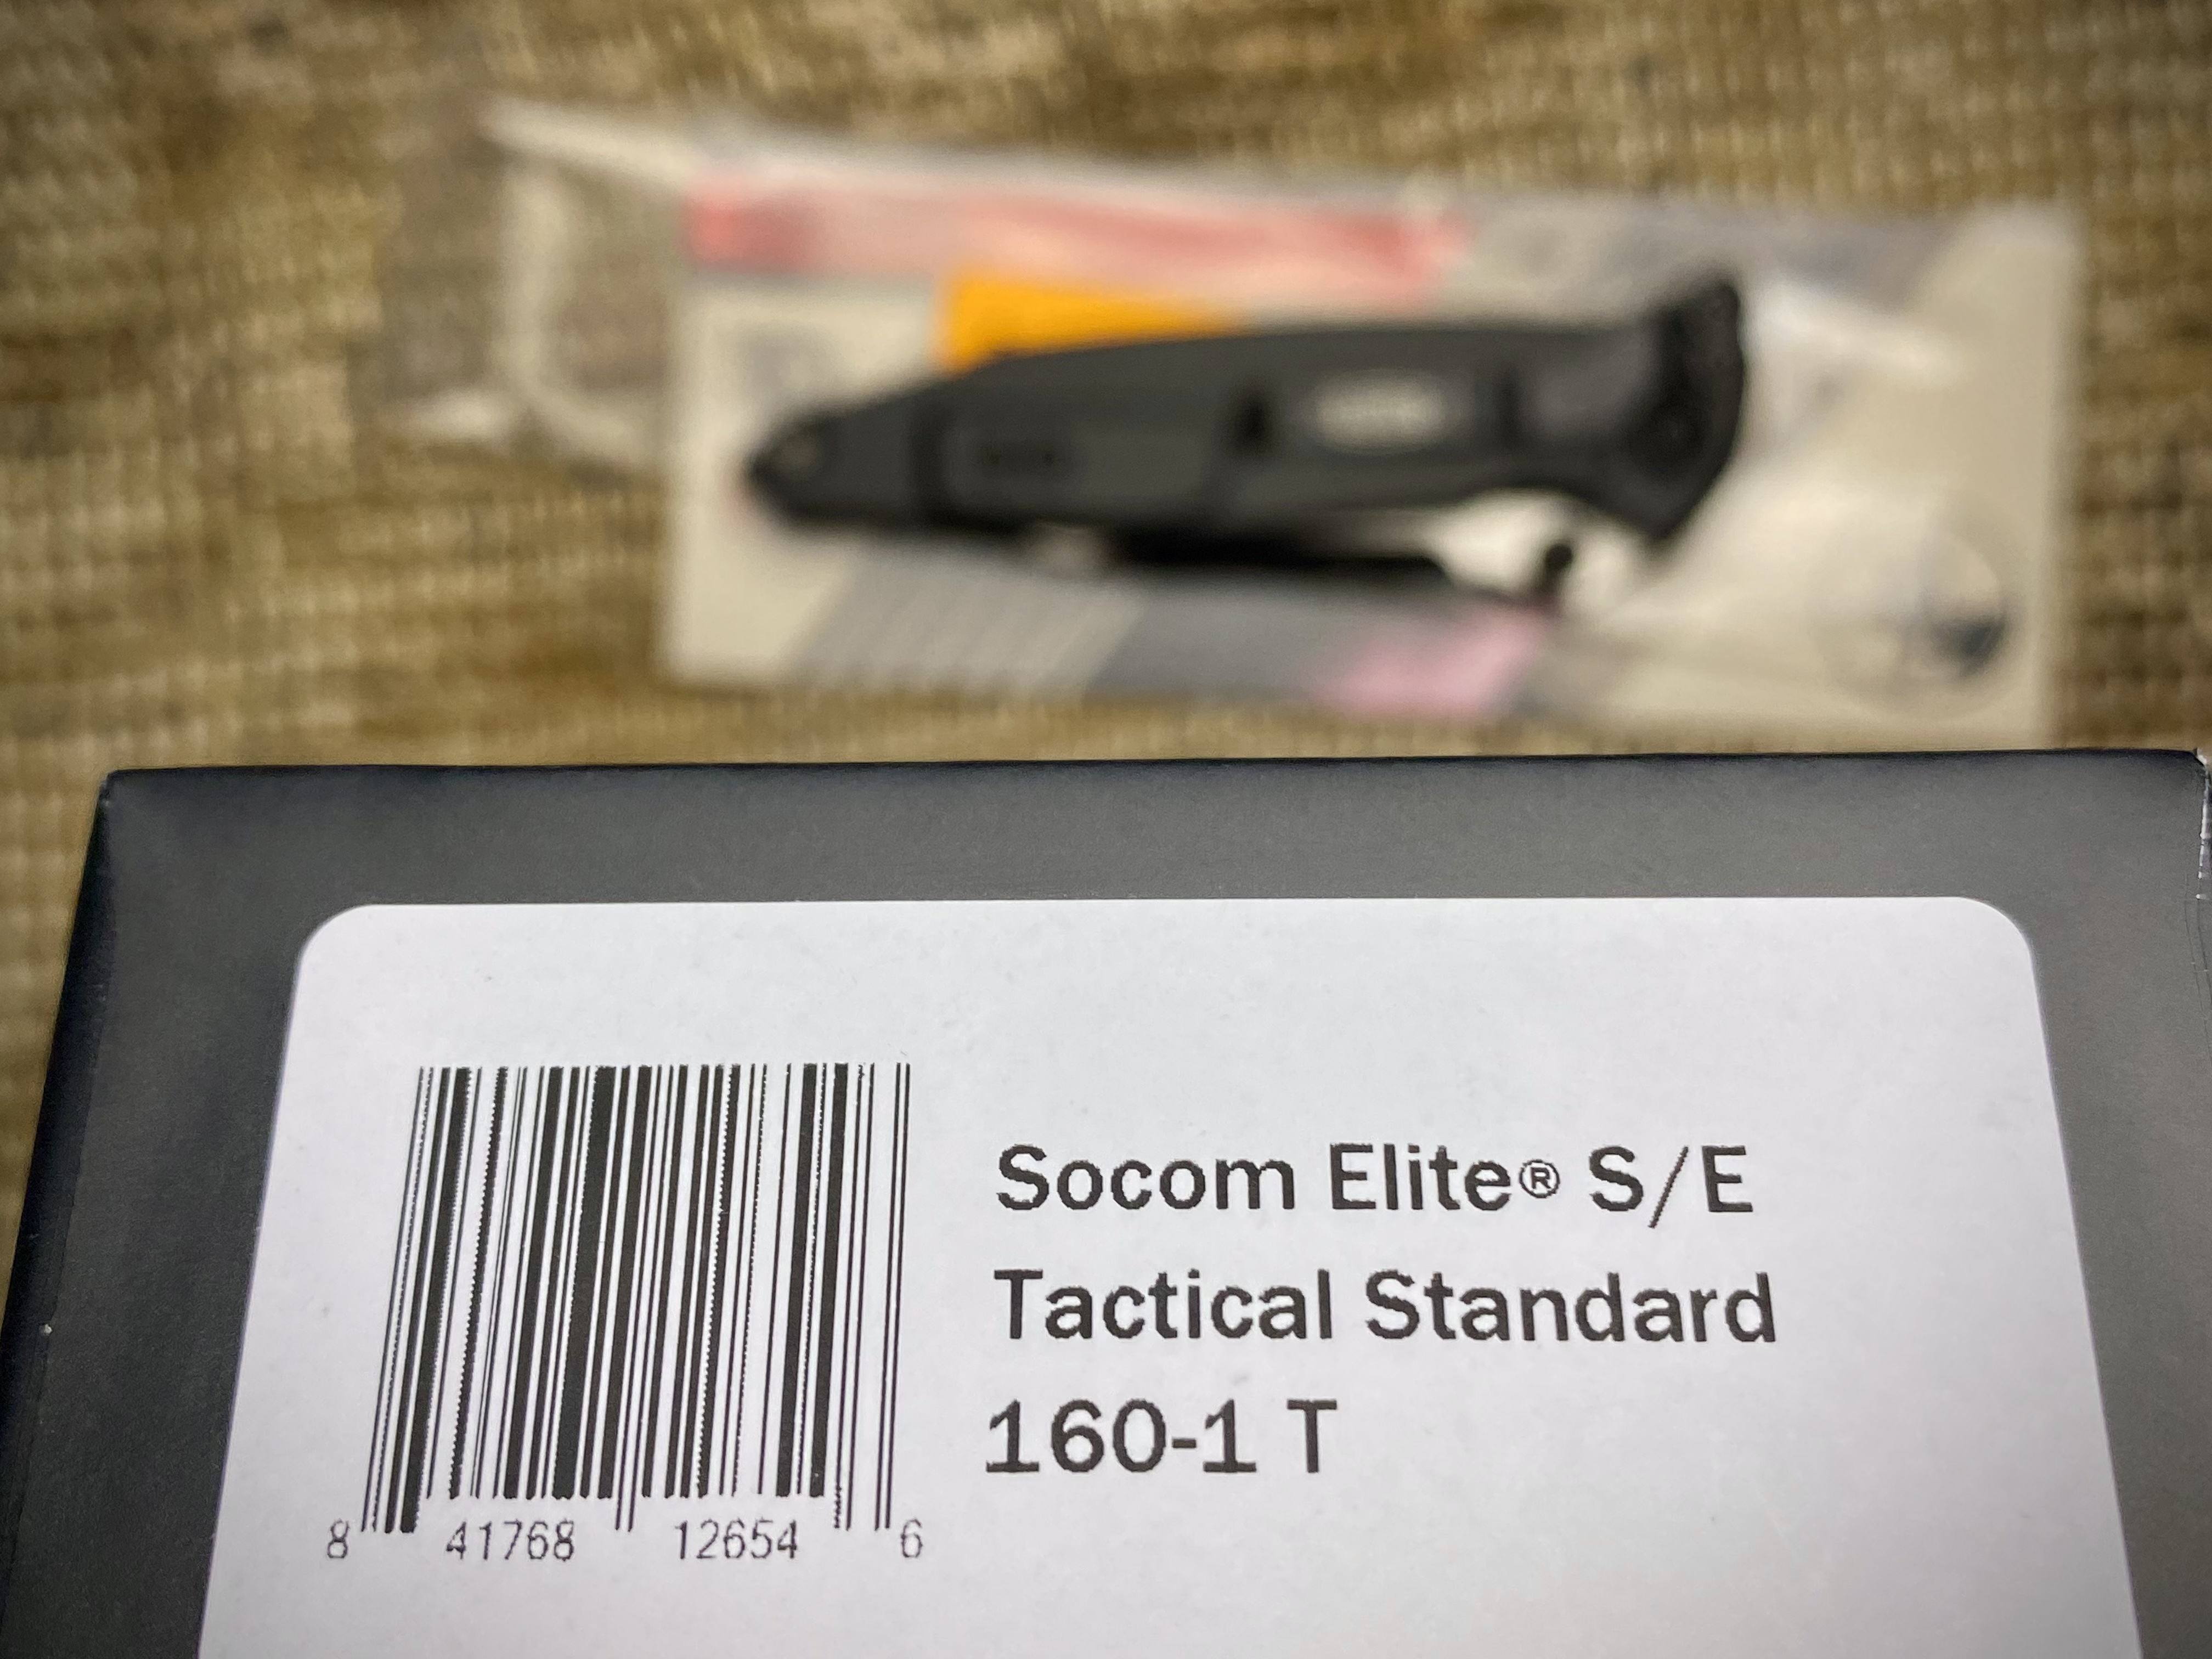 Socom Elite® S/E
Tactical Standard
160-1 T
8 41768 12654 6